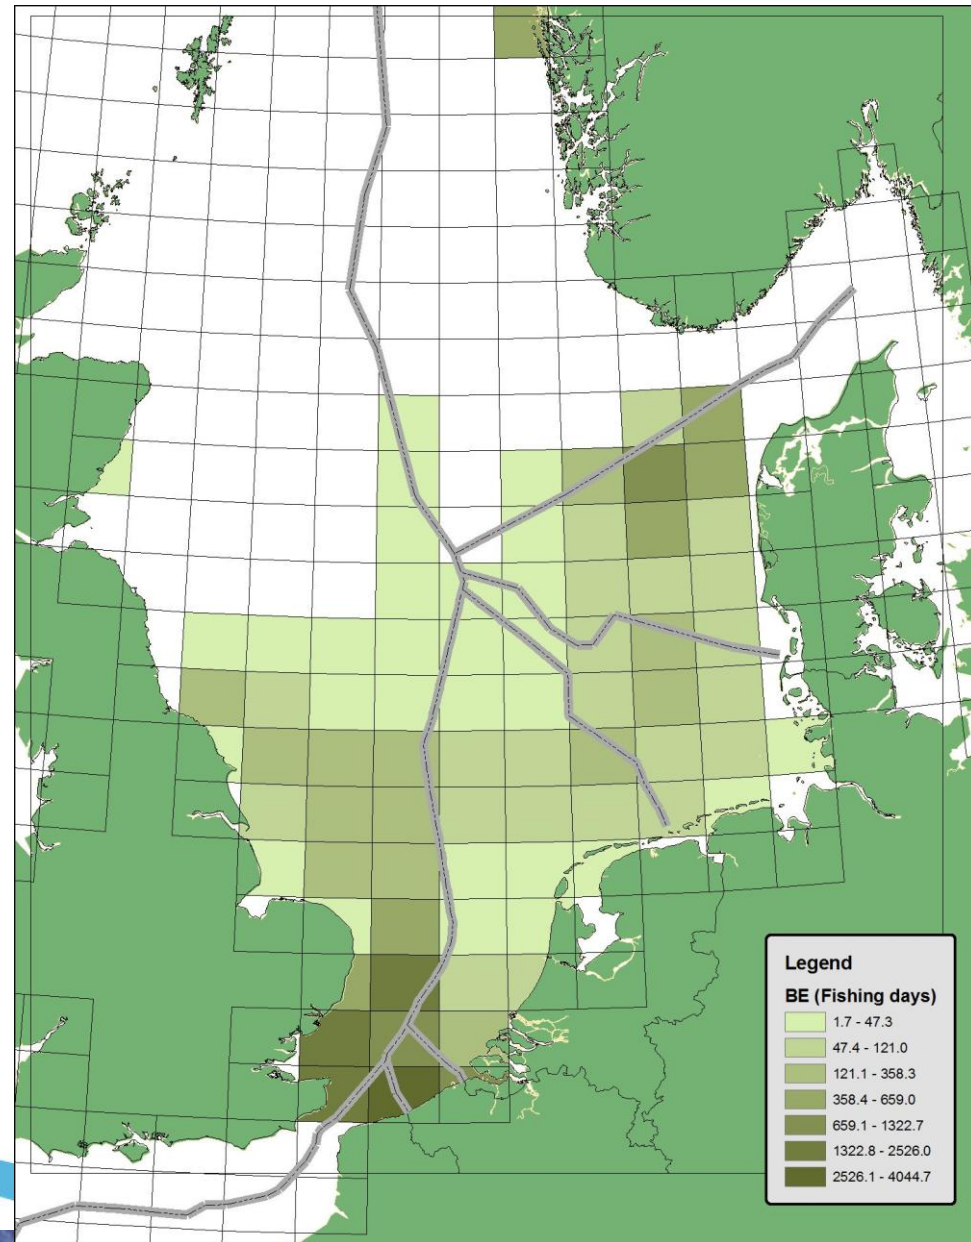 Legend
BE (Fishing days)
1.7 - 47.3
47.4 - 121.0
121.1 - 358.3
358.4 - 659.0
659.1 - 1322.7
1322.8 - 2526.0
2526.1 - 4044.7